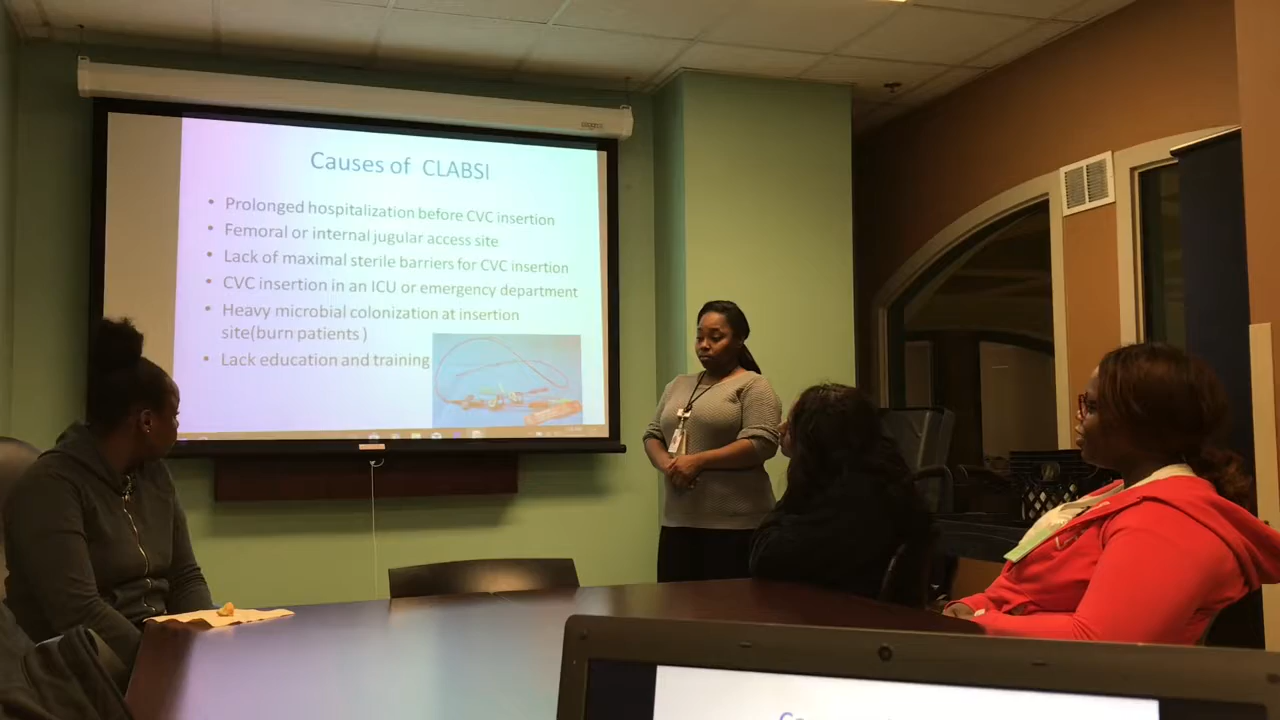 Causes of CLABSI
• Prolonged hospitalization before CVC insertion
• Femoral or internal jugular access site
• Lack of maximal sterile barriers for CVC insertion
• CVC insertion in an ICU or emergency department
• Heavy microbial colonization at insertion
site(burn patients )
• Lack education and training